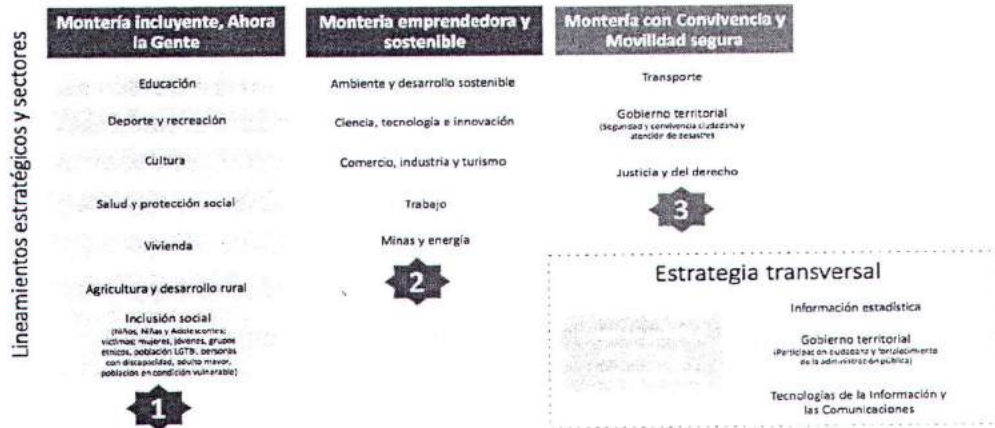 Lineamientos estratégicos y sectores
Montería incluyente, Ahora
la Gente
Educación
Deporte y recreación
Cultura
Salud y protección social
Vivienda
Agricultura y desarrollo rural
Inclusión social
(Niños, Niñas y Adolescentes;
víctimas; mujeres, jóvenes, grupos
étnicos, población LGTB, personas
con discapacidad, adulto mayor,
población en condición vulnerable)
1
Montería emprendedora y
sostenible
Ambiente y desarrollo sostenible
Ciencia, tecnología e innovación
Comercio, industria y turismo
Trabajo
Minas y energía
2
Montería con Convivencia y
Movilidad segura
Transporte
Gobierno territorial
(Seguridad y convivencia ciudadana y
atención de desastres
Justicia y del derecho
3
Estrategia transversal
Información estadística
Gobierno territorial
(Participación ciudadana y fortalecimiento
de la administración pública)
Tecnologías de la Información y
las Comunicaciones